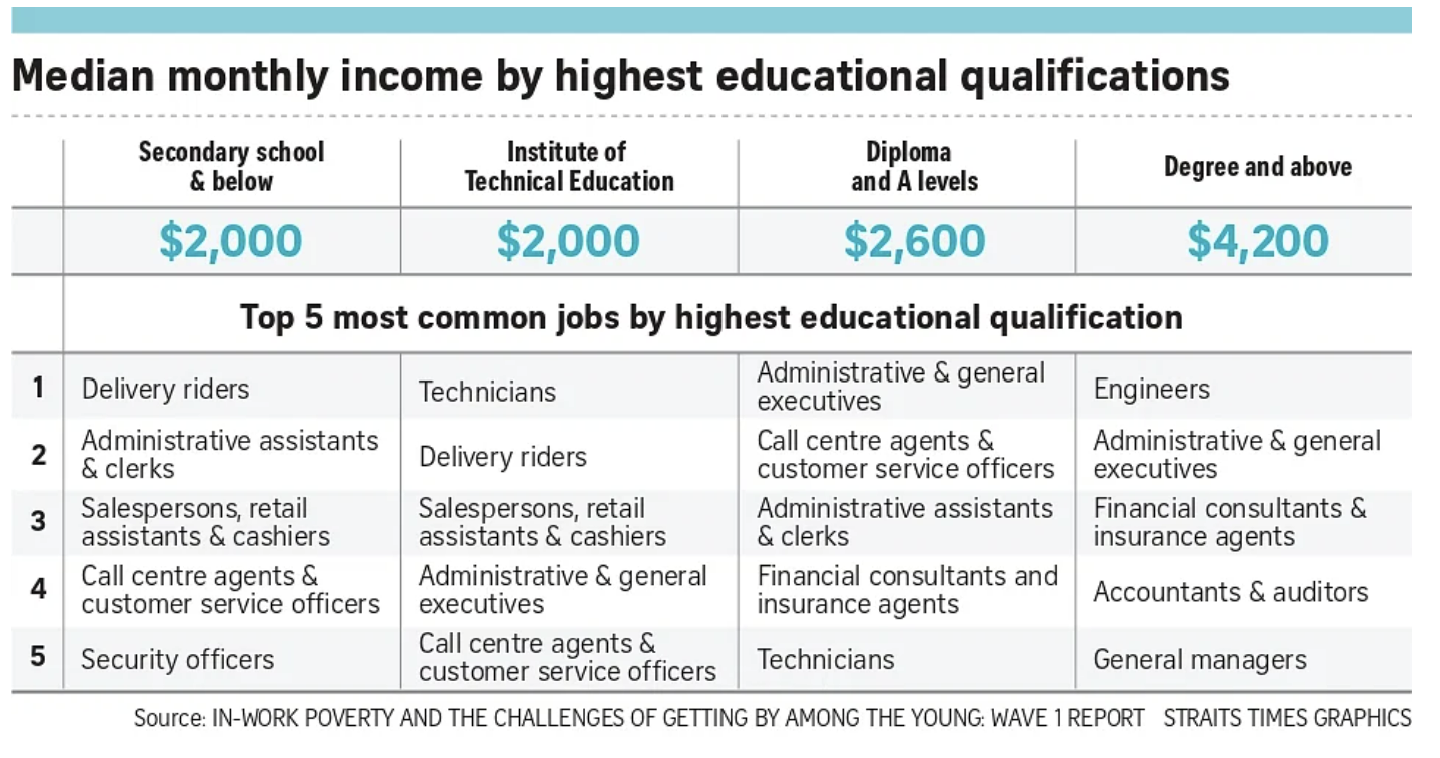 Median monthly income by highest educational qualifications
Secondary school
& below
Institute of
Technical Education
Diploma
and A levels
Degree and above
$2,000
$2,000
$2,600
$4,200
Top 5 most common jobs by highest educational qualification
1
Delivery riders
Technicians
Administrative & general
executives
Engineers
2
Administrative assistants
& clerks
Delivery riders
Call centre agents &
customer service officers
Administrative & general
executives
3
Salespersons, retail
assistants & cashiers
Salespersons, retail
assistants & cashiers
Administrative assistants
& clerks
Financial consultants &
insurance agents
4
Call centre agents &
customer service officers
Administrative & general
executives
Financial consultants and
insurance agents
Accountants & auditors
5
Security officers
Call centre agents &
customer service officers
Technicians
General managers
Source: IN-WORK POVERTY AND THE CHALLENGES OF GETTING BY AMONG THE YOUNG: WAVE 1 REPORT STRAITS TIMES GRAPHICS